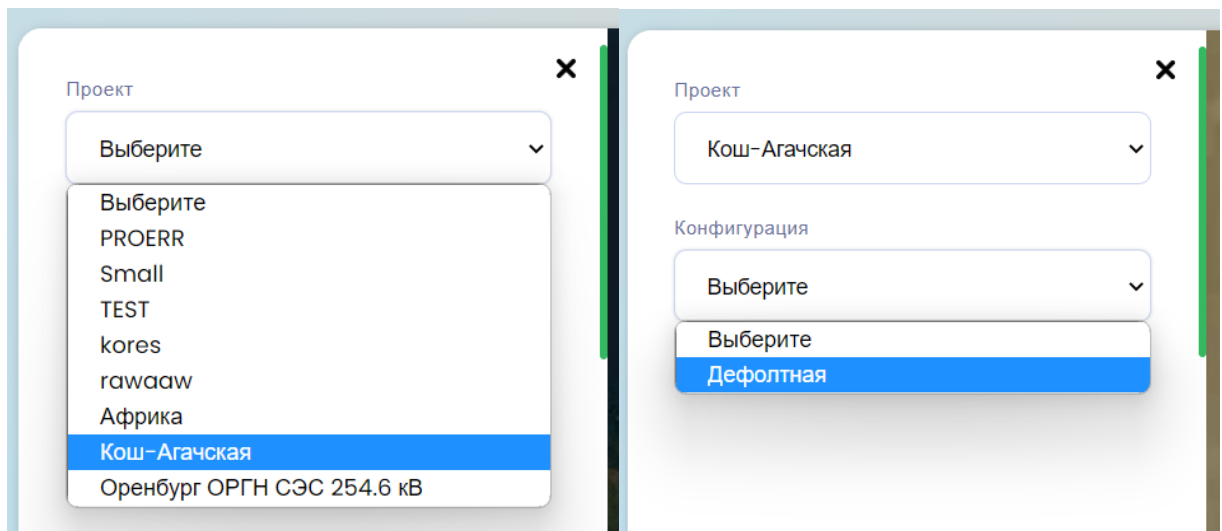 Проект
Выберите
Выберите
PROERR
Small
TEST
kores
rawaaw
Африка
Кош-Агачская
Оренбург ОРГН СЭС 254.6 кВ
Проект
Кош-Агачская
Конфигурация
Выберите
Выберите
Дефолтная